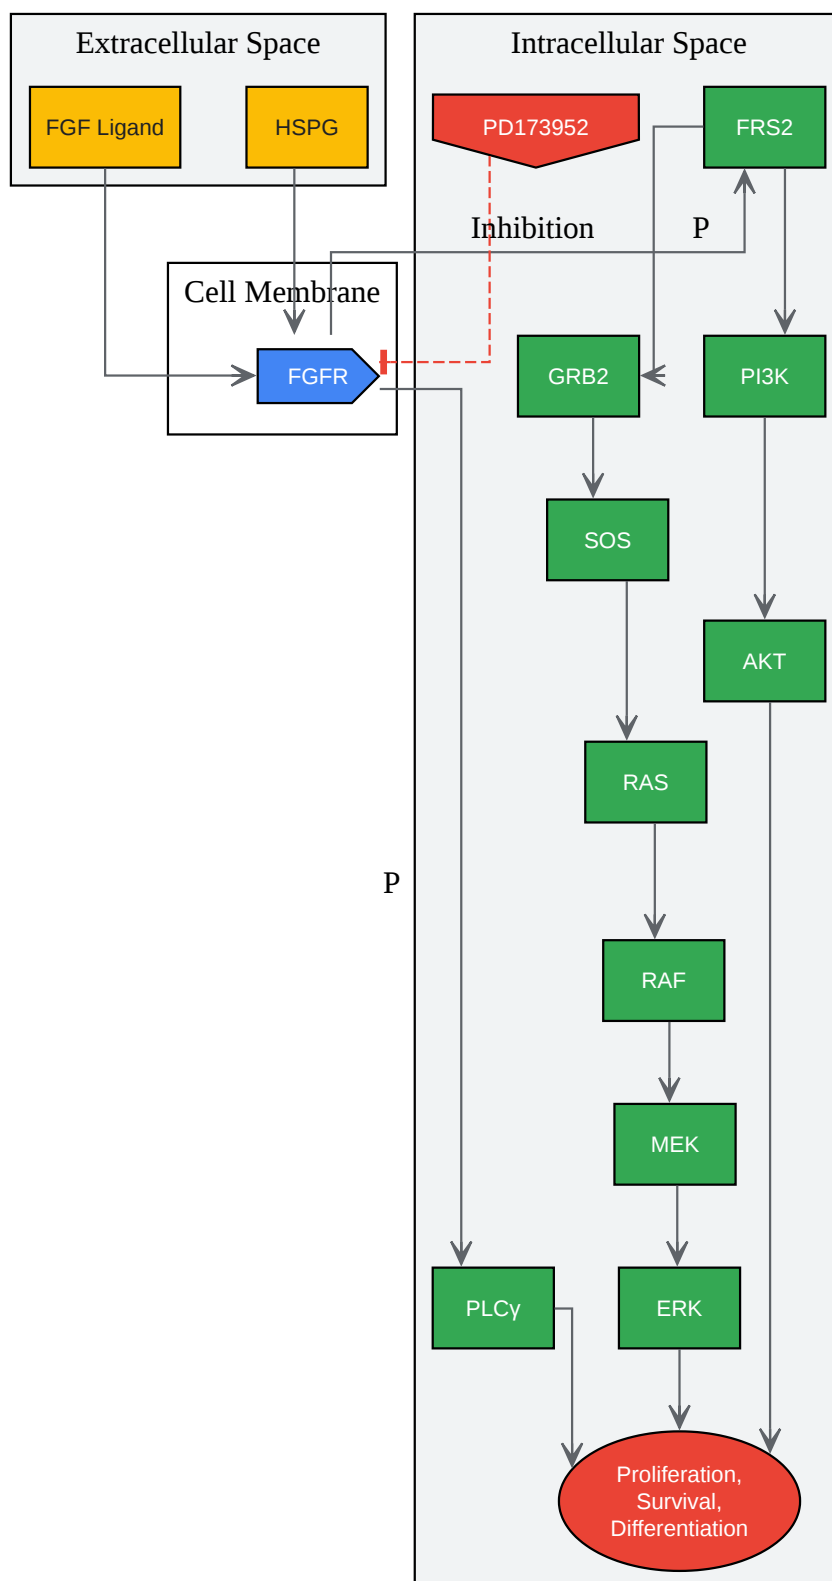 Extracellular Space
Intracellular Space
FGF Ligand
HSPG
PD173952
FRS2
Inhibition
P
Cell Membrane
FGFR
GRB2
PI3K
SOS
AKT
RAS
P
RAF
MEK
PLCγ
ERK
Proliferation,
Survival,
Differentiation